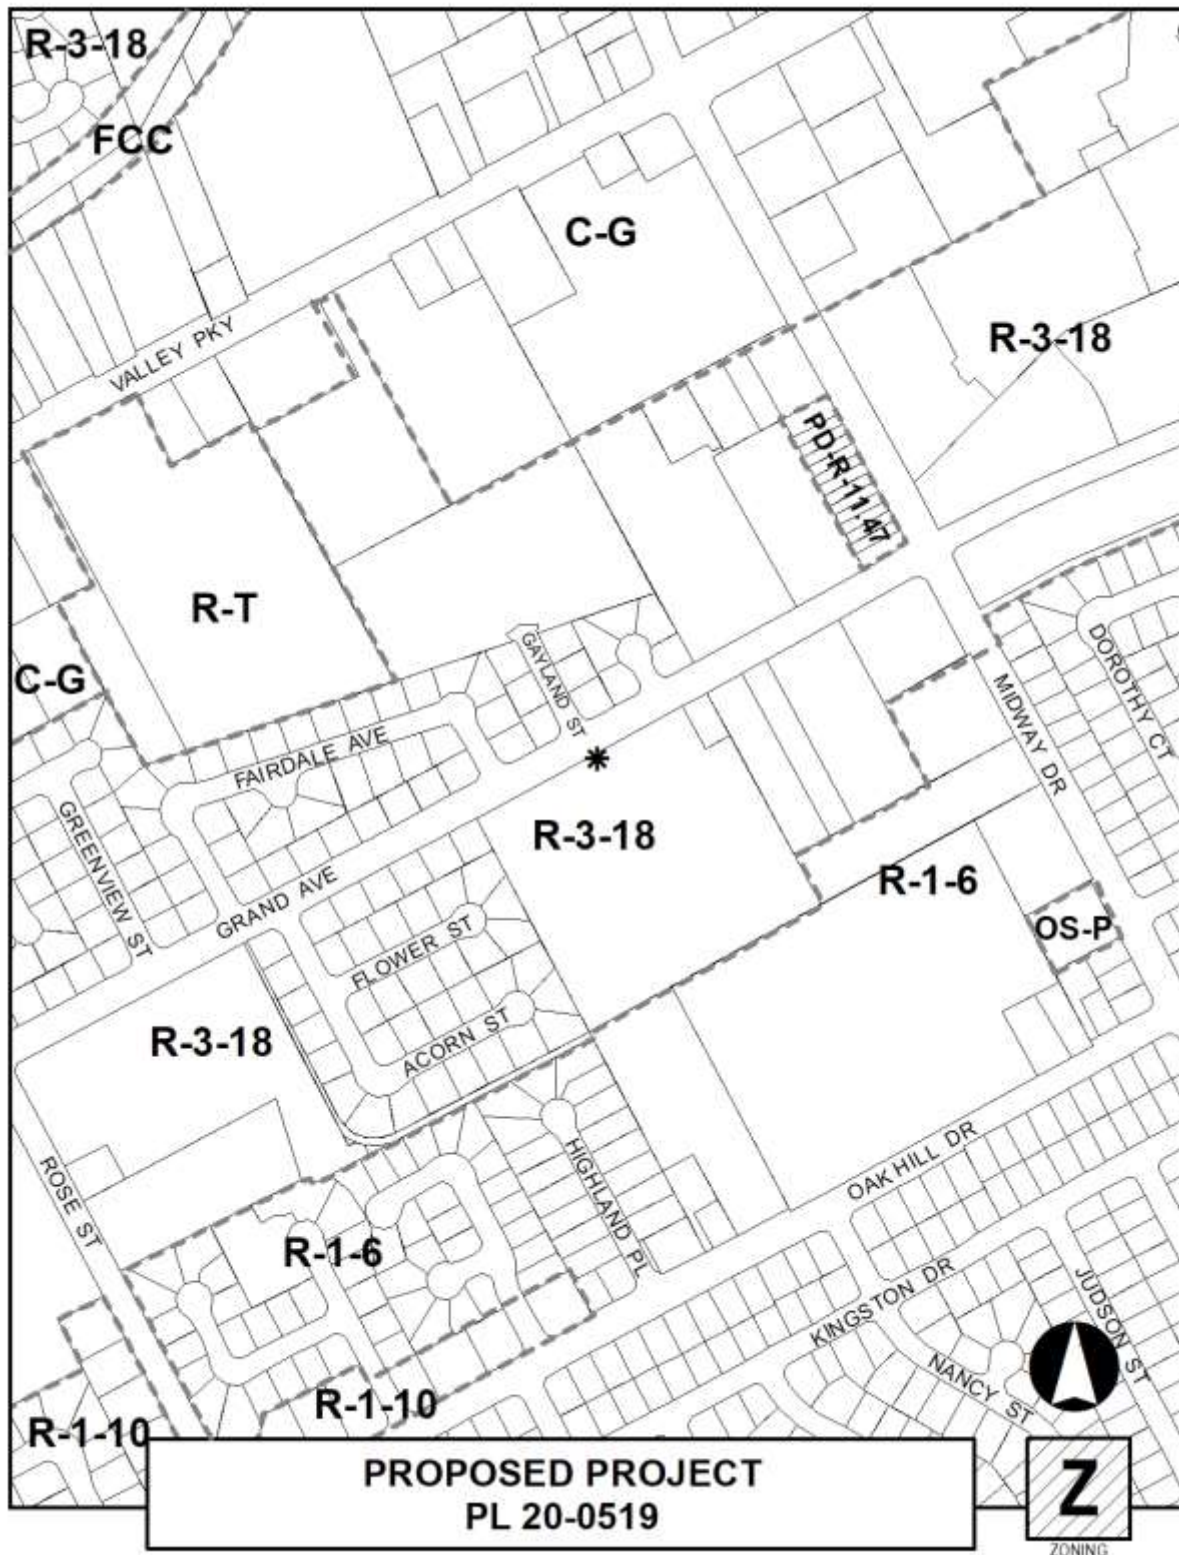 R-3-18
FCC
C-G
R-3-18
VALLEY PKY
PD-R-11.47
R-T
C-G
GAYLAND ST
DOROTHY CT
MIDWAY DR
FAIRDALE AVE
GREENVIEW ST
R-3-18
R-1-6
GRAND AVE
OS-P
FLOWER ST
ACORN ST
R-3-18
ROSE ST
HIGHLAND PL
OAK HILL DR
R-1-6
KINGSTON DR
JUDSON ST
NANCY ST
R-1-10
R-1-10
PROPOSED PROJECT
PL 20-0519
Z
ZONING